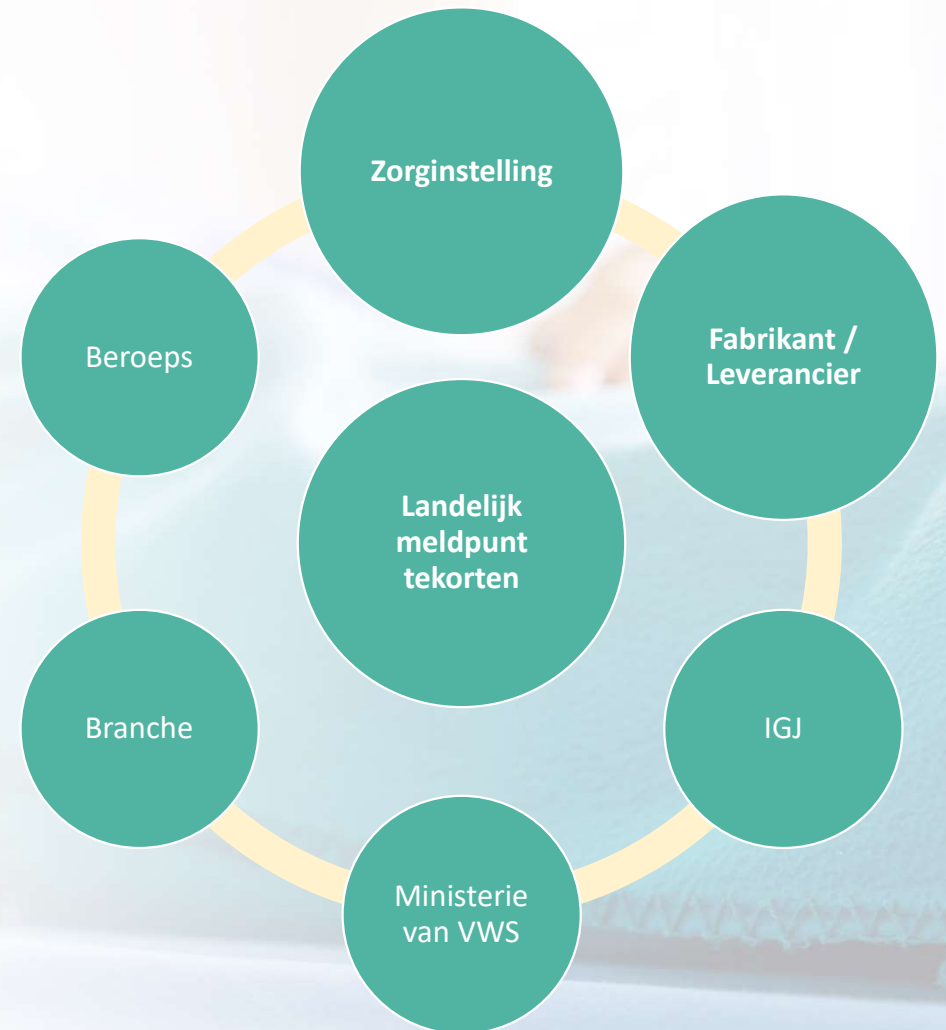 Zorginstelling
Beroeps
Fabrikant /
Leverancier
Landelijk
meldpunt
tekorten
Branche
IGJ
Ministerie
van VWS